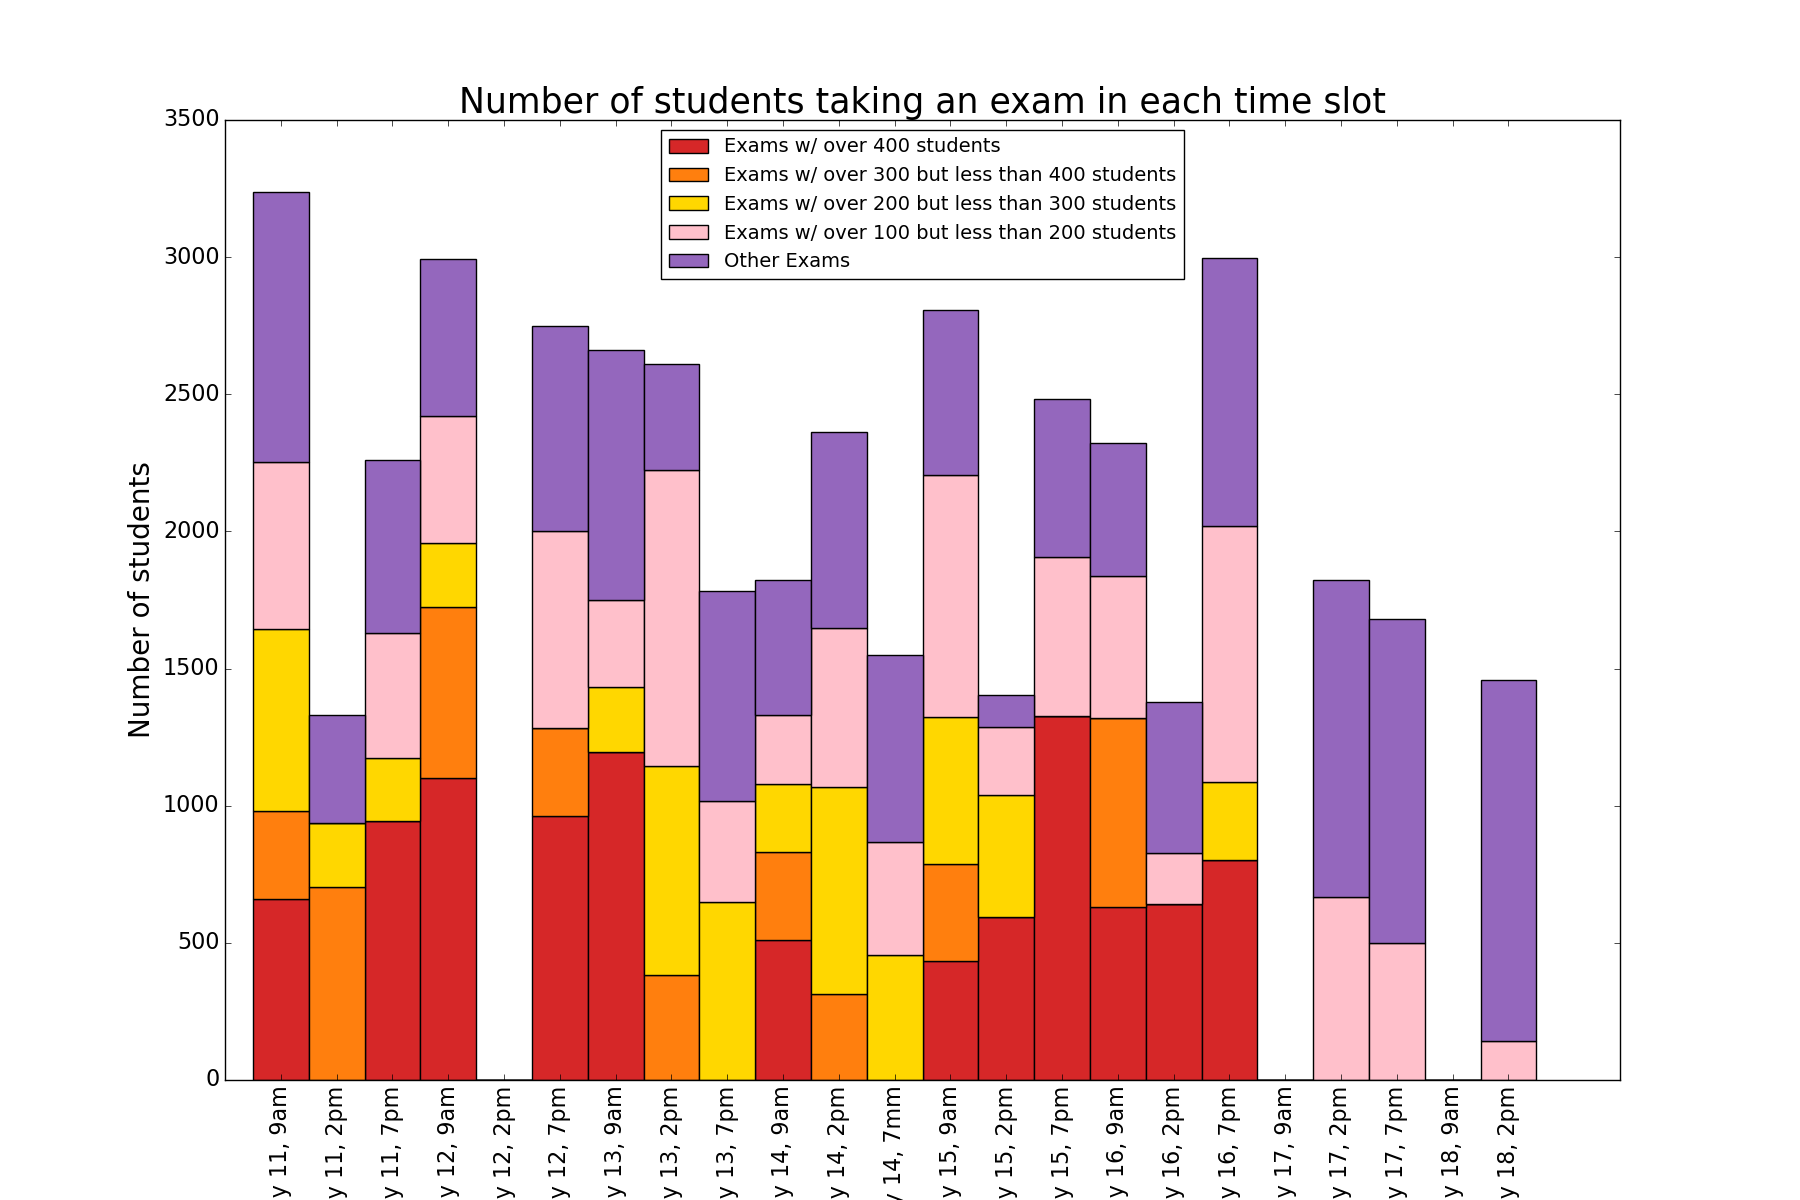 Number of students taking an exam in each time slot
Exams w/ over 400 students
Exams w/ over 300 but less than 400 students
Exams w/ over 200 but less than 300 students
Exams w/ over 100 but less than 200 students
Other Exams
Number of students
3500
3000
2500
2000
1500
1000
500
0
y 11, 9am
y 11, 2pm
y 11, 7pm
y 12, 9am
y 12, 2pm
y 12, 7pm
y 13, 9am
y 13, 2pm
y 13, 7pm
y 14, 9am
y 14, 2pm
y 14, 7mm
y 15, 9am
y 15, 2pm
y 15, 7pm
y 16, 9am
y 16, 2pm
y 16, 7pm
y 17, 9am
y 17, 2pm
y 17, 7pm
y 18, 9am
y 18, 2pm